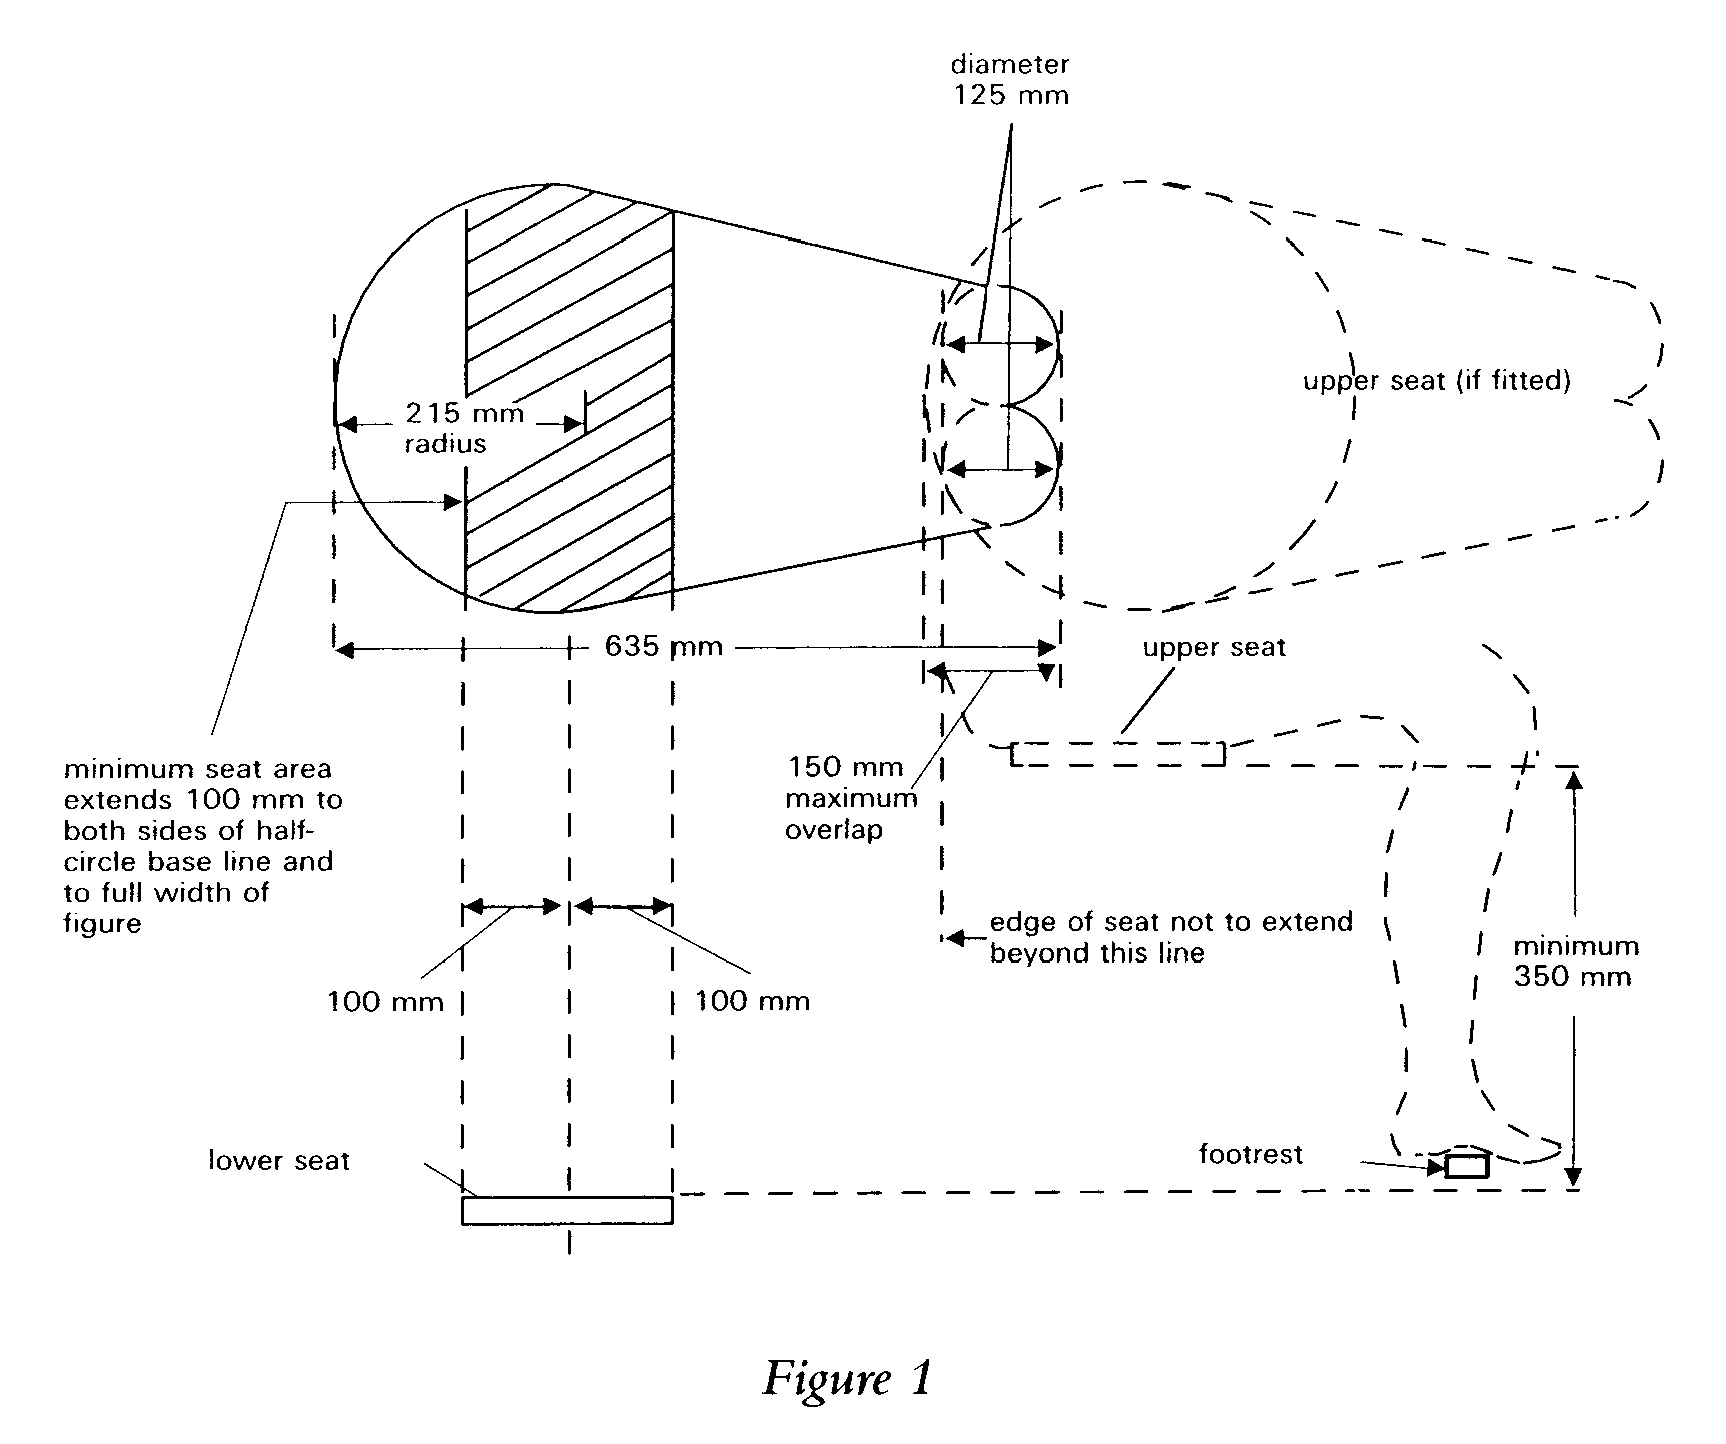 diameter
125 mm
upper seat (if fitted)
215 mm
radius
635 mm
upper seat
minimum seat area
extends 100 mm to
both sides of half-
circle base line and
to full width of
figure
150 mm
maximum
overlap
edge of seat not to extend
beyond this line
minimum
350 mm
100 mm
100 mm
lower seat
footrest
Figure 1